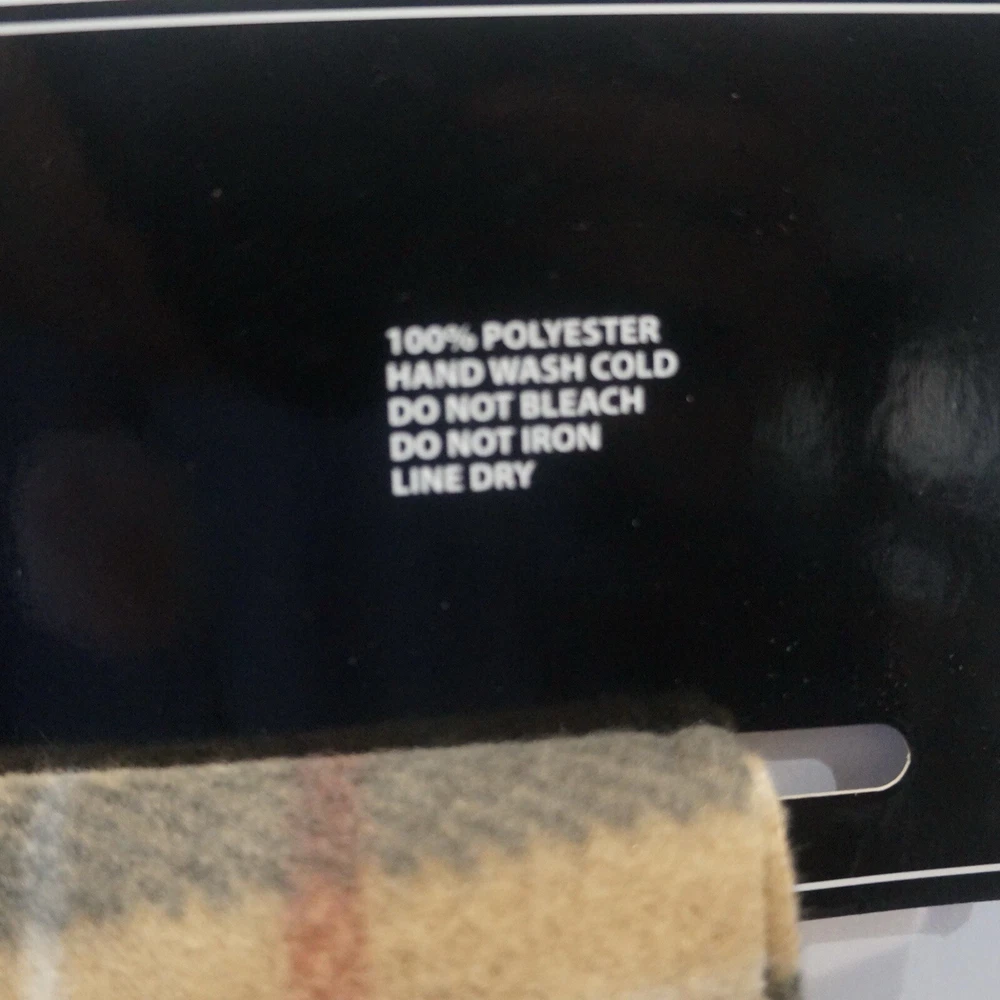 100% POLYESTER
HAND WASH COLD
DO NOT BLEACH
DO NOT IRON
LINE DRY